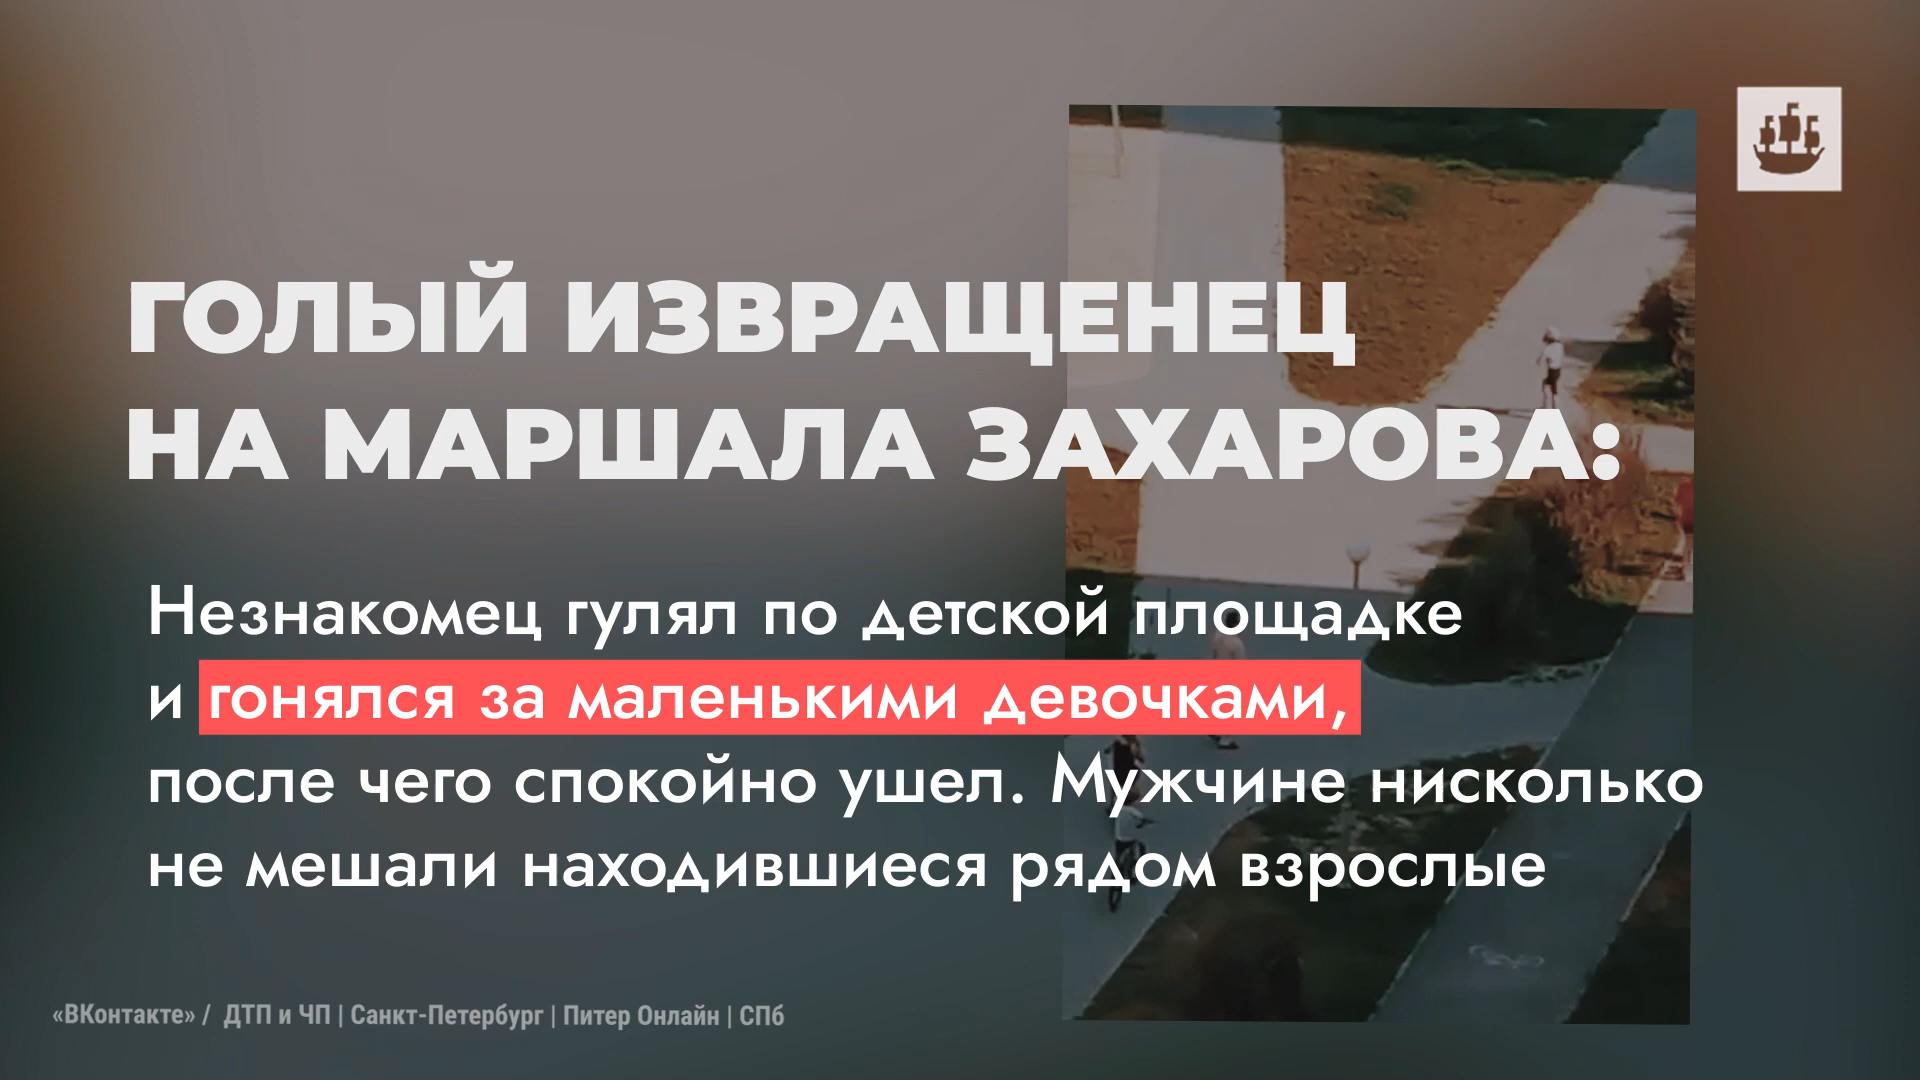 ГОЛЫЙ ИЗВРАЩЕНЕЦ
НА МАРШАЛА ЗАХАРОВА:
Незнакомец гулял по детской площадке
и гонялся за маленькими девочками,
после чего спокойно ушел. Мужчине нисколько
не мешали находившиеся рядом взрослые
«ВКонтакте» / ДТП и ЧП | Санкт-Петербург | Питер Онлайн | СПб